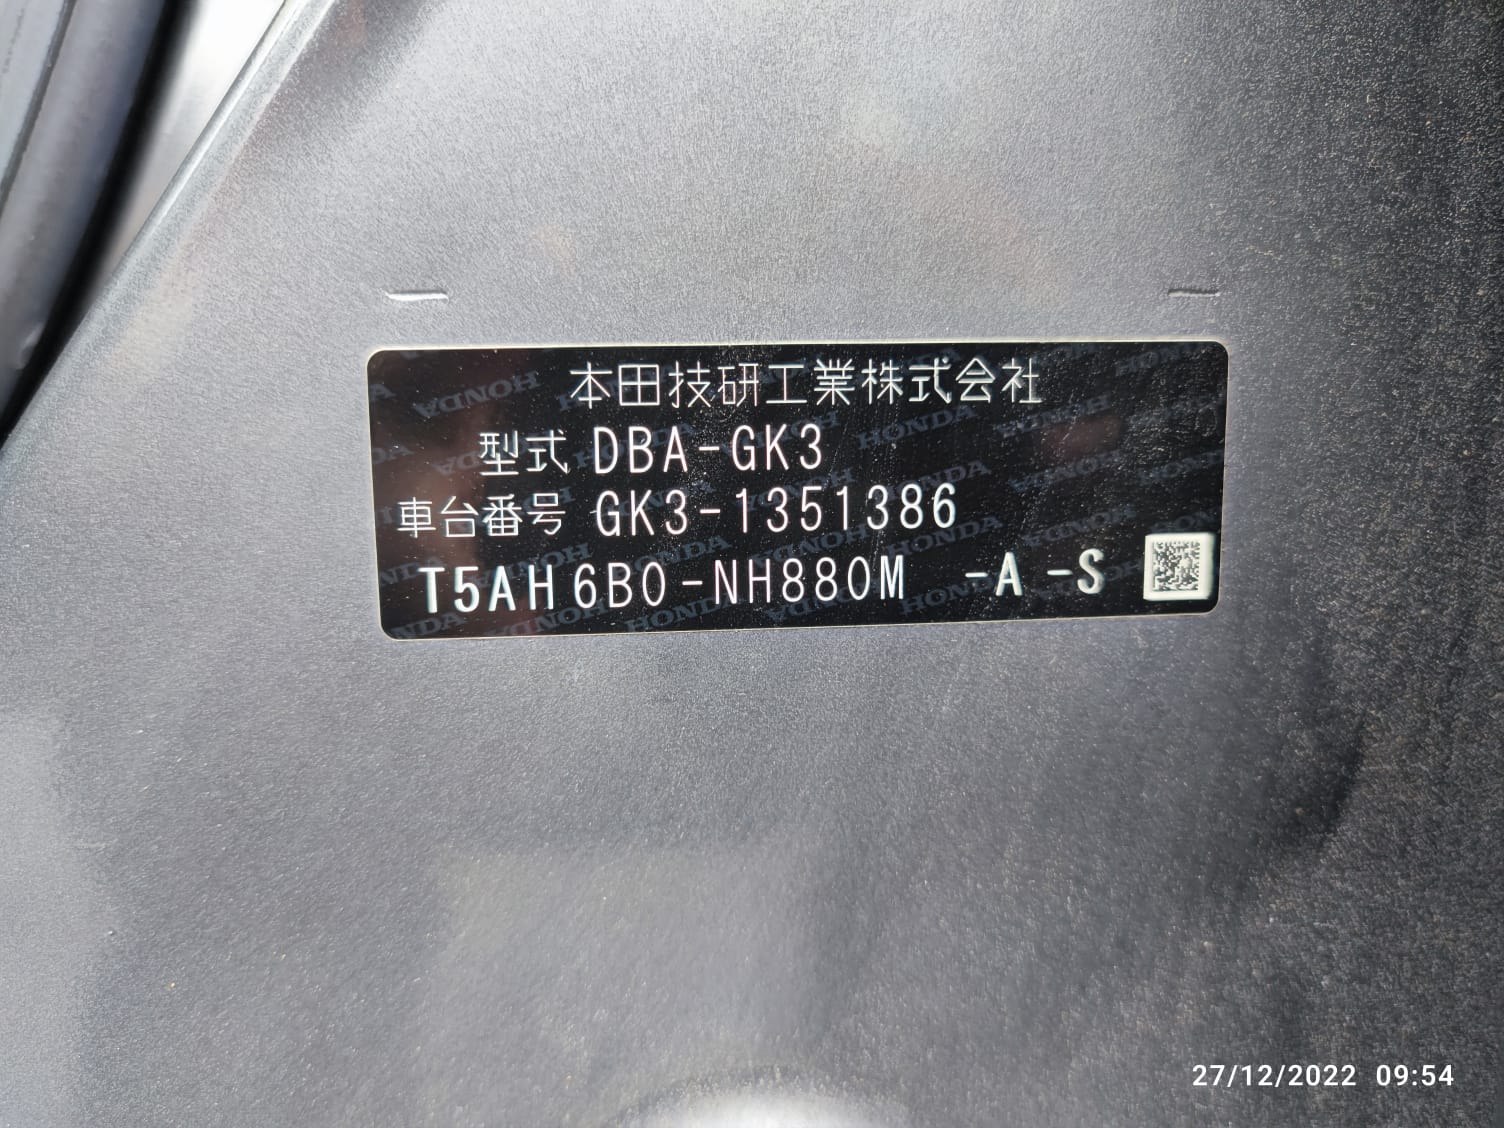 本田技研工業株式会社
型式 DBA-GK3
車台番号 GK3-1351386
T5AH6B0-NH880M -A -S
27/12/2022 09:54